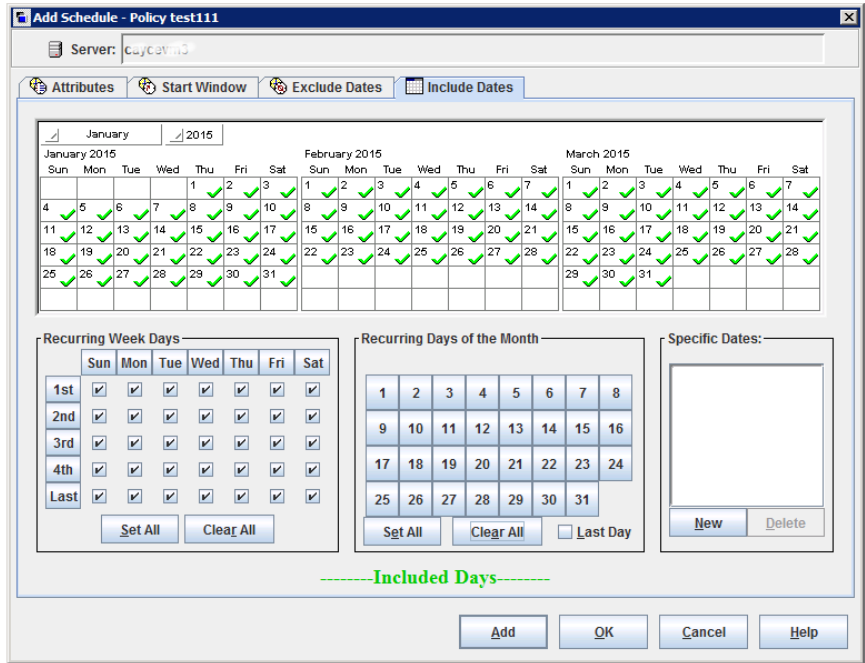 Add Schedule - Policy test111
Server:
Attributes Start Window Exclude Dates Include Dates
January 2015
January 2015 February 2015 March 2015
Sun Mon Tue Wed Thu Fri Sat Sun Mon Tue Wed Thu Fri Sat Sun Mon Tue Wed Thu Fri Sat
1 2 3 1 2 3 4 5 6 7 1 2 3 4 5 6 7
4 5 6 7 8 9 10 8 9 10 11 12 13 14 8 9 10 11 12 13 14
11 12 13 14 15 16 17 15 16 17 18 19 20 21 15 16 17 18 19 20 21
18 19 20 21 22 23 24 22 23 24 25 26 27 28 22 23 24 25 26 27 28
25 26 27 28 29 30 31 29 30 31
Recurring Week Days Recurring Days of the Month Specific Dates:
Sun Mon Tue Wed Thu Fri Sat
1st
2nd
3rd
4th
Last
Set All Clear All
1 2 3 4 5 6 7 8
9 10 11 12 13 14 15 16
17 18 19 20 21 22 23 24
25 26 27 28 29 30 31
Set All Clear All Last Day
New Delete
--------Included Days--------
Add OK Cancel Help